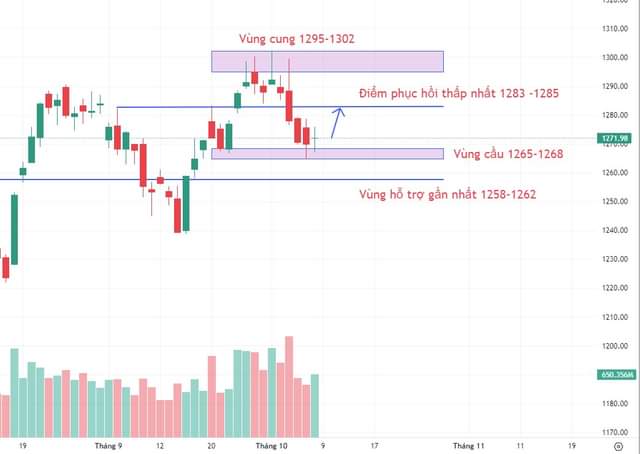 1320.00
1310.00
Vùng cung 1295-1302
1300.00
Điểm phục hồi thấp nhất 1283 -1285
1290.00
1280.00
1271.98
Vùng cầu 1265-1268
1260.00
Vùng hỗ trợ gần nhất 1258-1262
1250.00
1240.00
1230.00
1220.00
1210.00
1200.00
1190.00
650.356M
1180.00
1170.00
19 Tháng 9 12 20 Tháng 10 9 17 Tháng 11 11 19